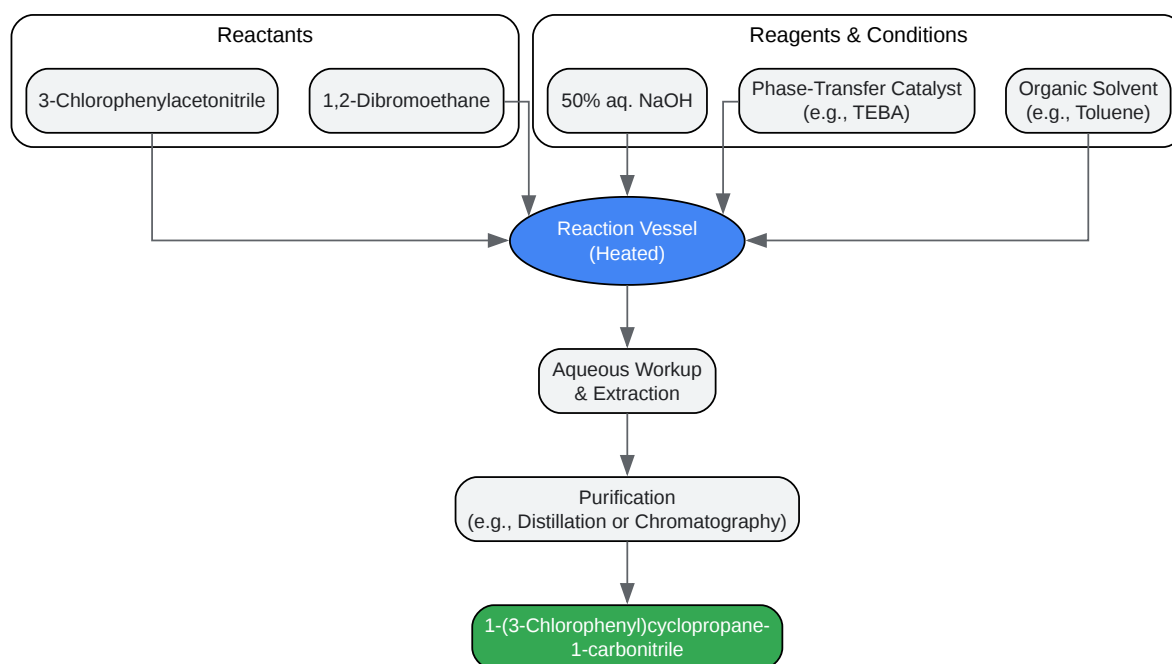 Reactants
Reagents & Conditions
3-Chlorophenylacetonitrile
1,2-Dibromoethane
50% aq. NaOH
Phase-Transfer Catalyst
(e.g., TEBA)
Organic Solvent
(e.g., Toluene)
Reaction Vessel
(Heated)
Aqueous Workup
& Extraction
Purification
(e.g., Distillation or Chromatography)
1-(3-Chlorophenyl)cyclopropane-
1-carbonitrile